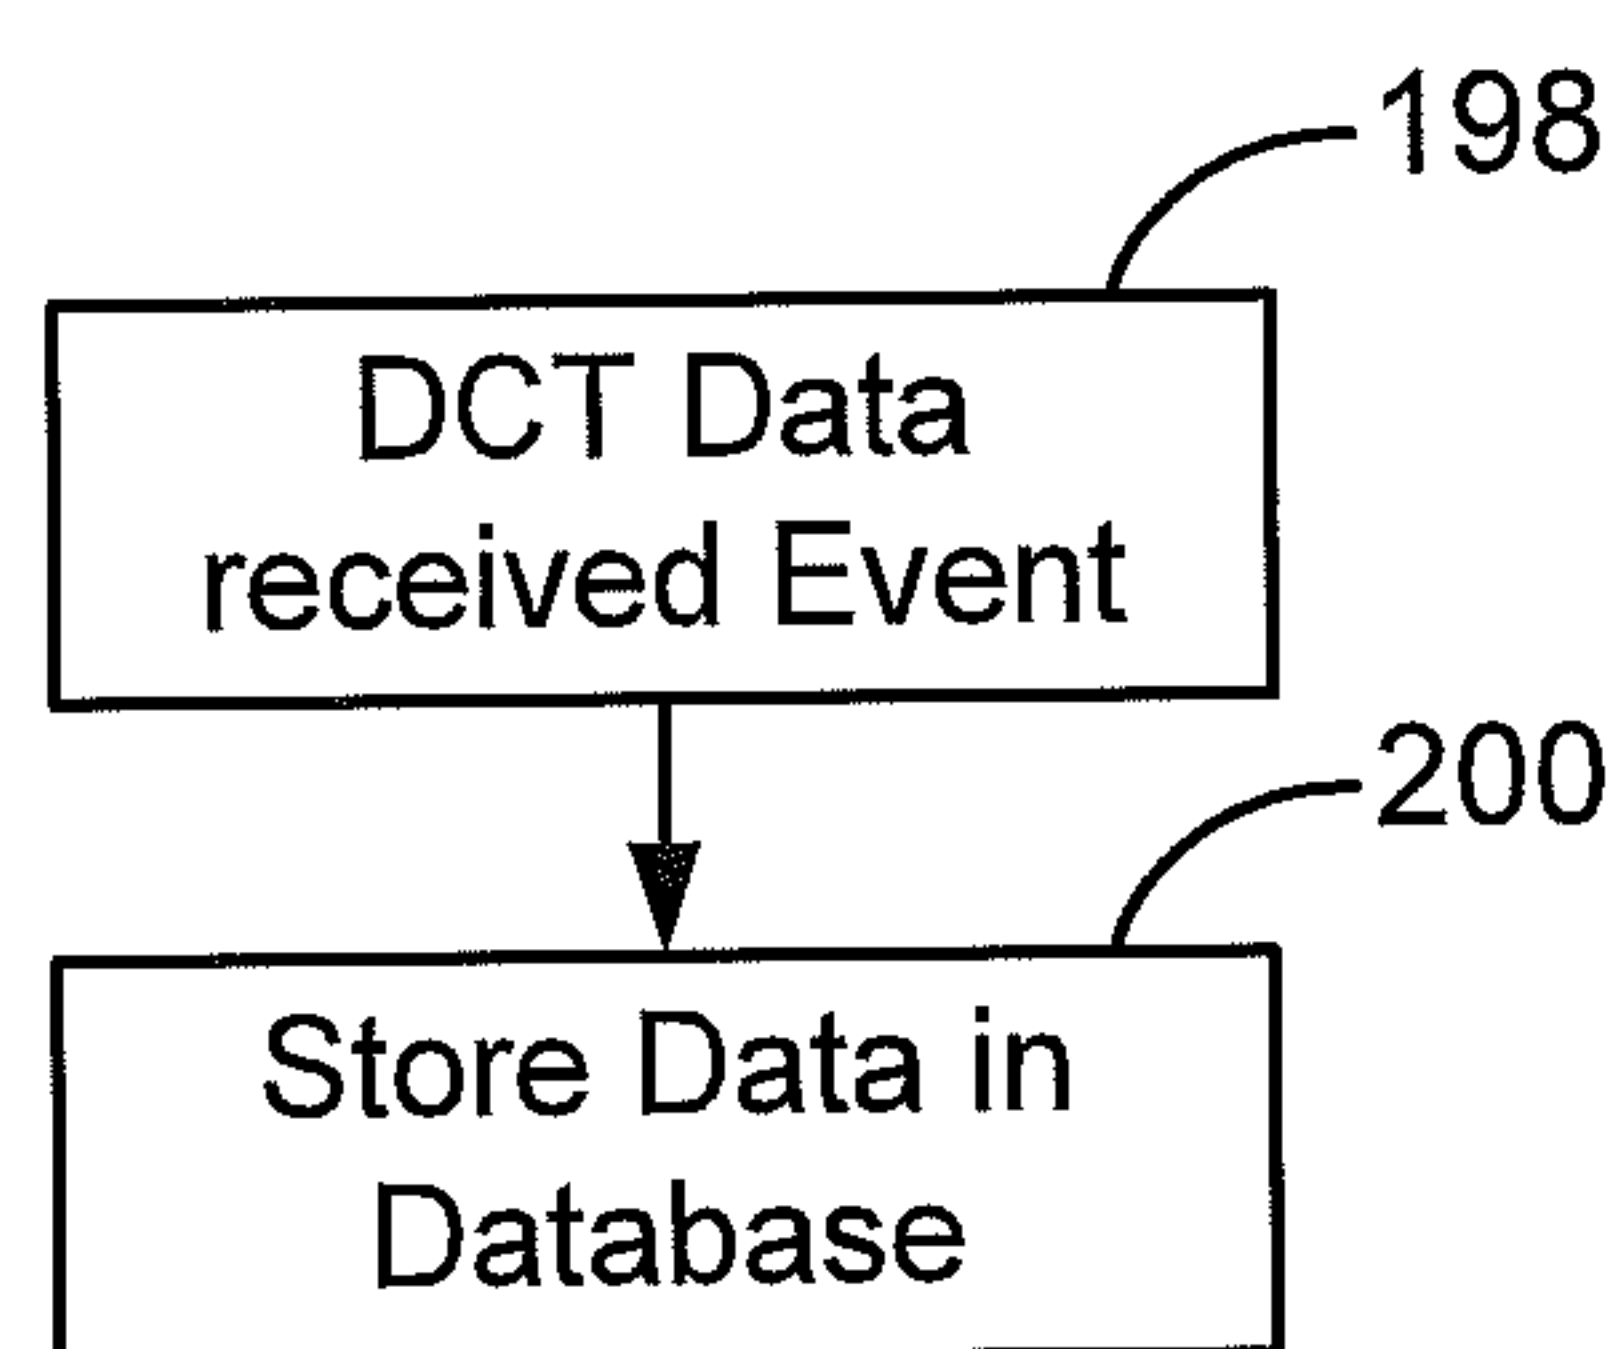 198
DCT Data
received Event
200
Store Data in
Database